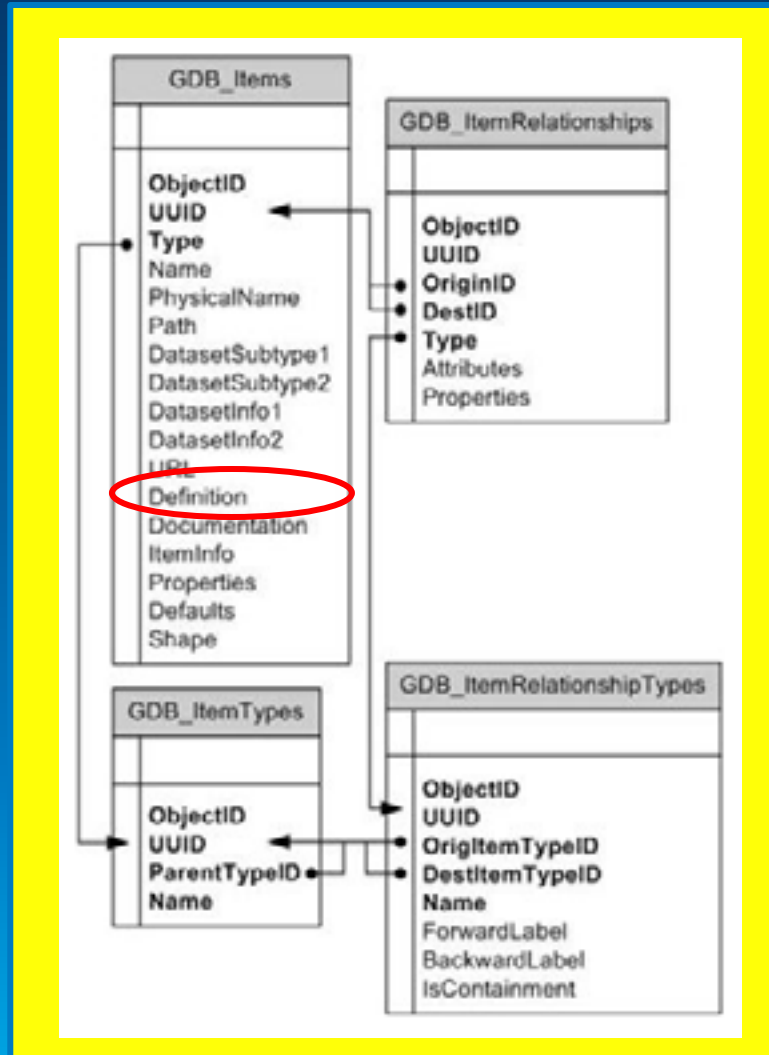 GDB_Items
ObjectID
UUID
Type
Name
PhysicalName
Path
DatasetSubtype1
DatasetSubtype2
DatasetInfo1
DatasetInfo2
URL
Definition
Documentation
ItemInfo
Properties
Defaults
Shape
GDB_ItemRelationships
ObjectID
UUID
OriginID
DestID
Type
Attributes
Properties
GDB_ItemTypes
ObjectID
UUID
ParentTypeID
Name
GDB_ItemRelationshipTypes
ObjectID
UUID
OrigItemTypeID
DestItemTypeID
Name
ForwardLabel
BackwardLabel
IsContainment